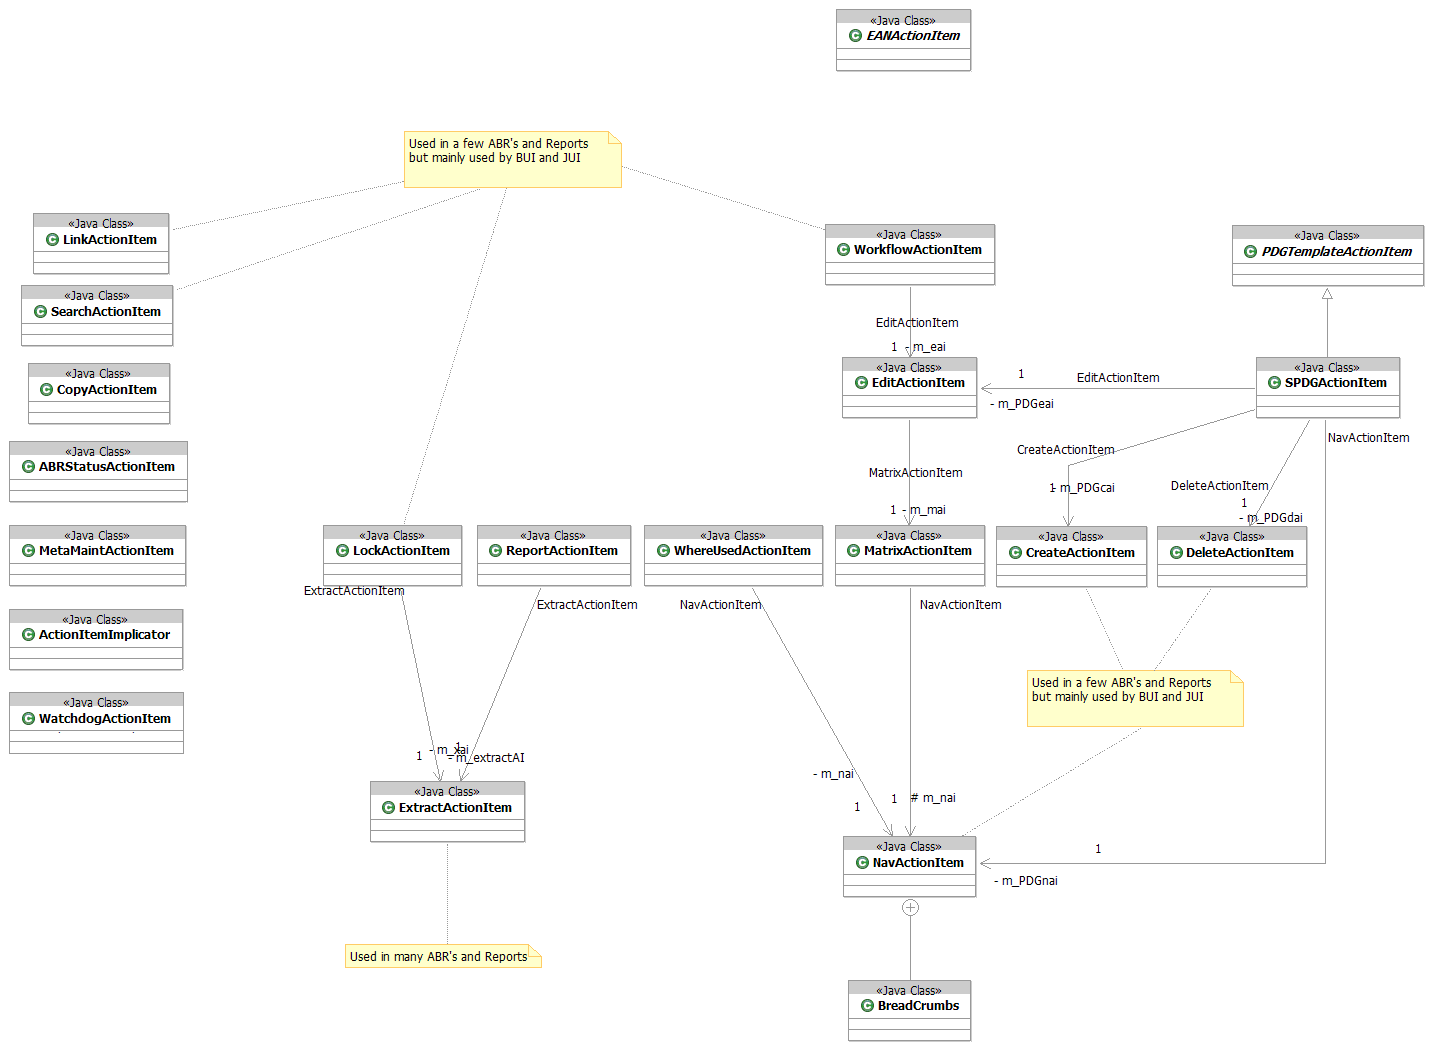 «Java Class»
EANActionItem
Used in a few ABR's and Reports
but mainly used by BUI and JUI
«Java Class»
LinkActionItem
«Java Class»
WorkflowActionItem
«Java Class»
PDGTemplateActionItem
«Java Class»
SearchActionItem
EditActionItem
1 - m_eai
«Java Class»
CopyActionItem
«Java Class»
EditActionItem
1
EditActionItem
- m_PDGeai
«Java Class»
SPDGActionItem
NavActionItem
«Java Class»
ABRStatusActionItem
MatrixActionItem
1 - m_mai
CreateActionItem
1 - m_PDGcai
DeleteActionItem
1
- m_PDGdai
«Java Class»
MetaMaintActionItem
«Java Class»
LockActionItem
«Java Class»
ReportActionItem
«Java Class»
WhereUsedActionItem
«Java Class»
MatrixActionItem
«Java Class»
CreateActionItem
«Java Class»
DeleteActionItem
ExtractActionItem
ExtractActionItem
NavActionItem
NavActionItem
«Java Class»
ActionItemImplicator
Used in a few ABR's and Reports
but mainly used by BUI and JUI
«Java Class»
WatchdogActionItem
1 - m_xai
1
- m_extractAI
- m_nai
1
1 # m_nai
«Java Class»
ExtractActionItem
«Java Class»
NavActionItem
1
- m_PDGnai
Used in many ABR's and Reports
«Java Class»
BreadCrumbs